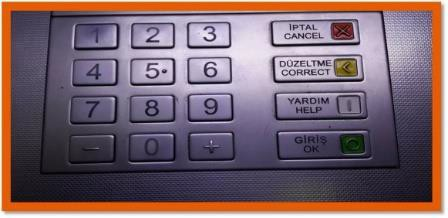 1 2 3 İPTAL
CANCEL
4 5 6 DÜZELTME
CORRECT
7 8 9 YARDIM
HELP
- 0 + GİRİŞ
OK